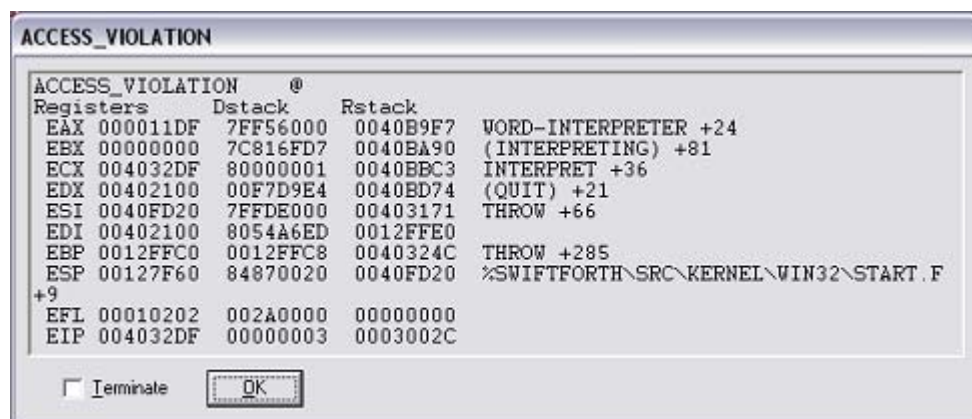 ACCESS_VIOLATION
ACCESS_VIOLATION @
Registers Dstack Rstack
EAX 000011DF 7FF56000 0040B9F7 WORD-INTERPRETER +24
EBX 00000000 7C816FD7 0040BA90 (INTERPRETING) +81
ECX 004032DF 80000001 0040BBC3 INTERPRET +36
EDX 00402100 00F7D9E4 0040BD74 (QUIT) +21
ESI 0040FD20 7FFDE000 00403171 THROW +66
EDI 00402100 8054A6ED 0012FFE0
EBP 0012FFC0 0012FFC8 0040324C THROW +285
ESP 00127F60 84870020 0040FD20 %SWIFTFORTH\SRC\KERNEL\WIN32\START.F
+9
EFL 00010202 002A0000 00000000
EIP 004032DF 00000003 0003002C
Terminate OK